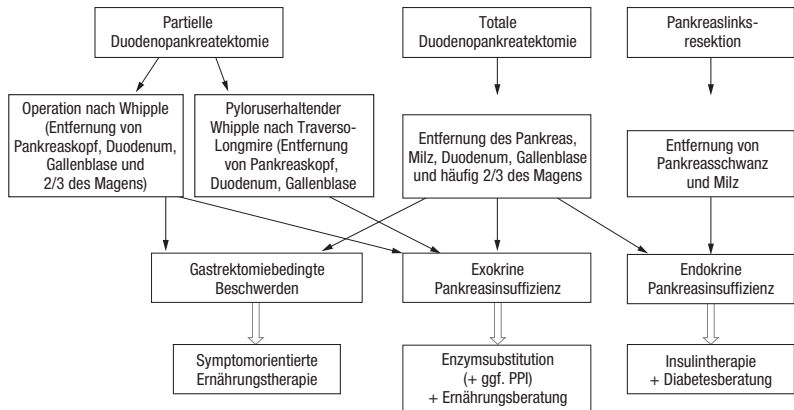 Partielle
Duodenopankreatektomie
Totale
Duodenopankreatektomie
Pankreaslinks-
resektion
Operation nach Whipple
(Entfernung von
Pankreaskopf, Duodenum,
Gallenblase und
2/3 des Magens)
Pyloruserhaltender
Whipple nach Traverso-
Longmire (Entfernung
von Pankreaskopf,
Duodenum, Gallenblase
Entfernung des Pankreas,
Milz, Duodenum, Gallenblase
und häufig 2/3 des Magens
Entfernung von
Pankreasschwanz
und Milz
Gastrektomiebedingte
Beschwerden
Exokrine
Pankreasinsuffizienz
Endokrine
Pankreasinsuffizienz
Symptomorientierte
Ernährungstherapie
Enzymsubstitution
(+ ggf. PPI)
+ Ernährungsberatung
Insulintherapie
+ Diabetesberatung